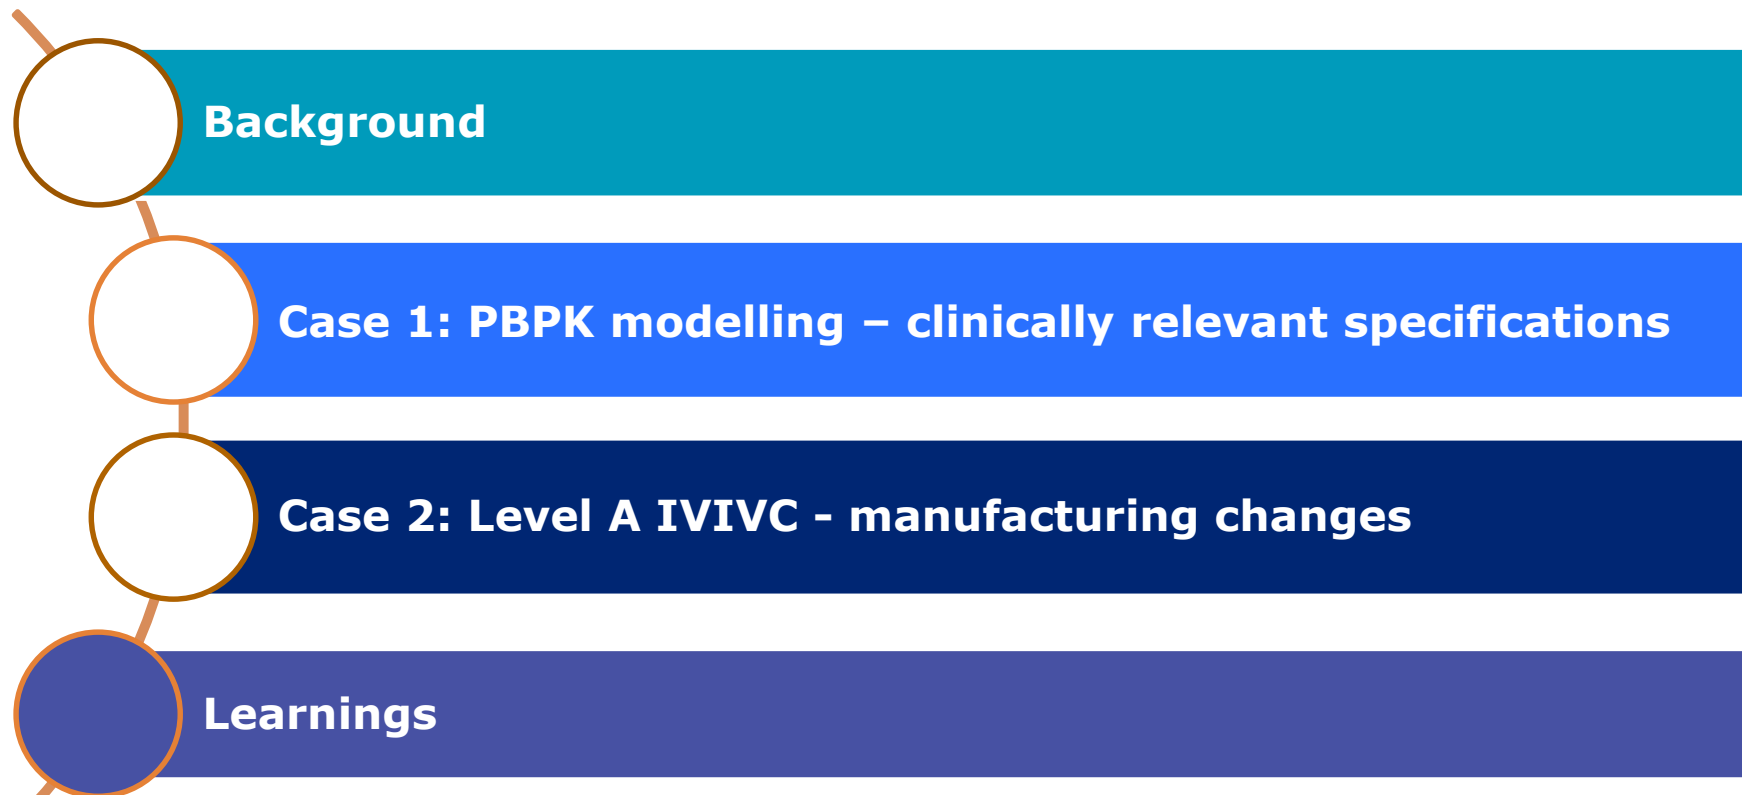 Background
Case 1: PBPK modelling – clinically relevant specifications
Case 2: Level A IVIVC - manufacturing changes
Learnings